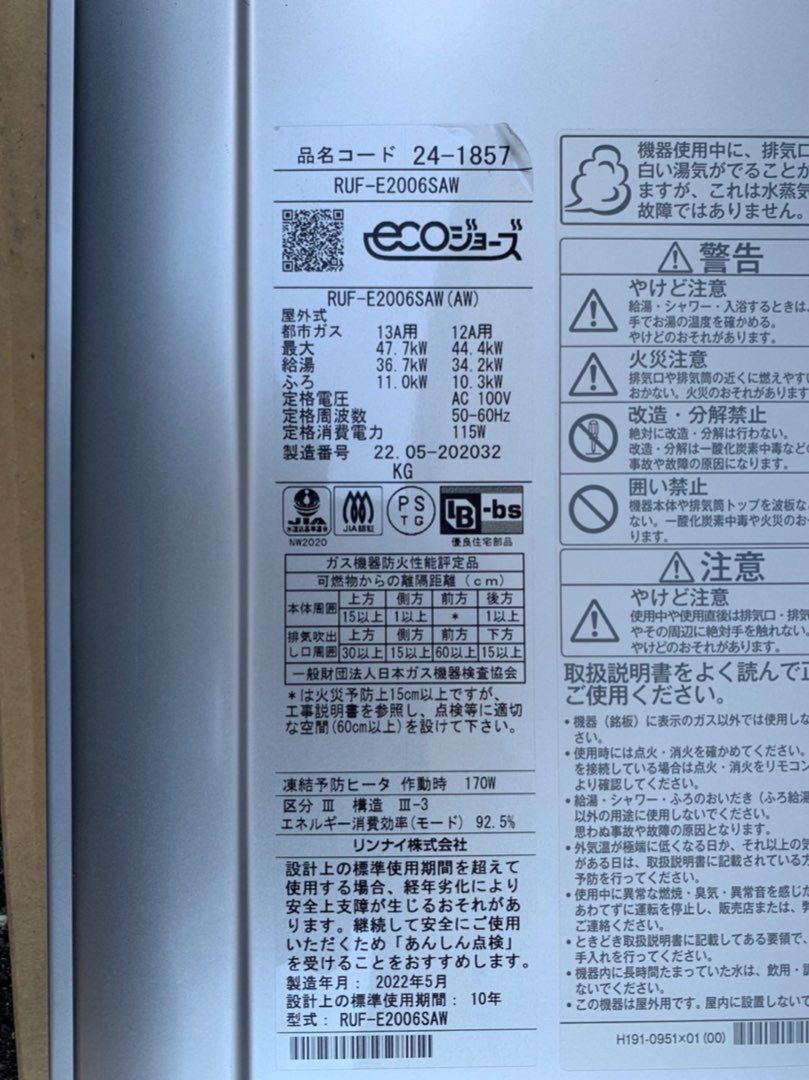 品名コード 24-1857
RUF-E2006SAW
ecoジョーズ
RUF-E2006SAW(AW)
屋外式
都市ガス 13A用 12A用
最大 47.7kW 44.4kW
給湯 36.7kW 34.2kW
ふろ 11.0kW 10.3kW
定格電圧 AC 100V
定格周波数 50-60Hz
定格消費電力 115W
製造番号 22.05-202032
KG
JIA
NW2020
JIA認証
PS
TG
BL-bs
優良住宅部品
ガス機器防火性能評定品
可燃物からの離隔距離(cm)
本体周囲 上方 側方 前方 後方
15以上 1以上 * 1以上
排気吹出し口周囲 上方 側方 前方 下方
30以上 15以上 60以上 15以上
一般財団法人日本ガス機器検査協会
*は火災予防上15cm以上ですが、
工事説明書を参照し、点検等に適切
な空間(60cm以上)を設けて下さい。
凍結予防ヒータ 作動時 170W
区分 Ⅲ 構造 Ⅲ-3
エネルギー消費効率(モード) 92.5%
リンナイ株式会社
設計上の標準使用期間を超えて
使用する場合、経年劣化により
安全上支障が生じるおそれがあ
ります。継続して安全にご使用
いただくため「あんしん点検」
を受けることをおすすめします。
製造年月: 2022年5月
設計上の標準使用期間: 10年
型式: RUF-E2006SAW
機器使用中に、排気口
白い湯気がでることが
ますが、これは水蒸気
故障ではありません。
警告
やけど注意
給湯・シャワー・入浴するときは、
手でお湯の温度を確かめる。
やけどのおそれがあります。
火災注意
排気口や排気筒の近くに燃えやすい
おかない。火災のおそれがあります
改造・分解禁止
絶対に改造・分解は行わない。
改造・分解は一酸化炭素中毒などの
事故や故障の原因になります。
囲い禁止
機器本体や排気筒トップを波板な
ない。一酸化炭素中毒や火災のお
ります。
注意
やけど注意
使用中や使用直後は排気口・排気
やその周辺に絶対手を触れない。
やけどのおそれがあります。
取扱説明書をよく読んで正
ご使用ください。
•機器(銘板)に表示のガス以外では使用しな
さい。
•使用時には点火・消火を確かめてください。
を接続している場合は点火・消火をリモコン
より確認してください。
•給湯・シャワー・ふろのおいだき(ふろ給湯
以外の用途に使用しないでください。
思わぬ事故や故障の原因となります。
•外気温が極端に低くなる日か、それ以上の気
がある日は、取扱説明書に記載されている方
予防を行ってください。
•使用中に異常な燃焼・臭気・異常音を感じた
あわてずに運転を停止し、販売店または、弊
ご連絡ください。
•ときどき取扱説明書に記載してある要領で、
手入れを行ってください。
•機器内に長時間たまっていた水は、飲用・調
ないでください。
•この機器は屋外用です。屋内に設置しないで
H191-0951×01(00)